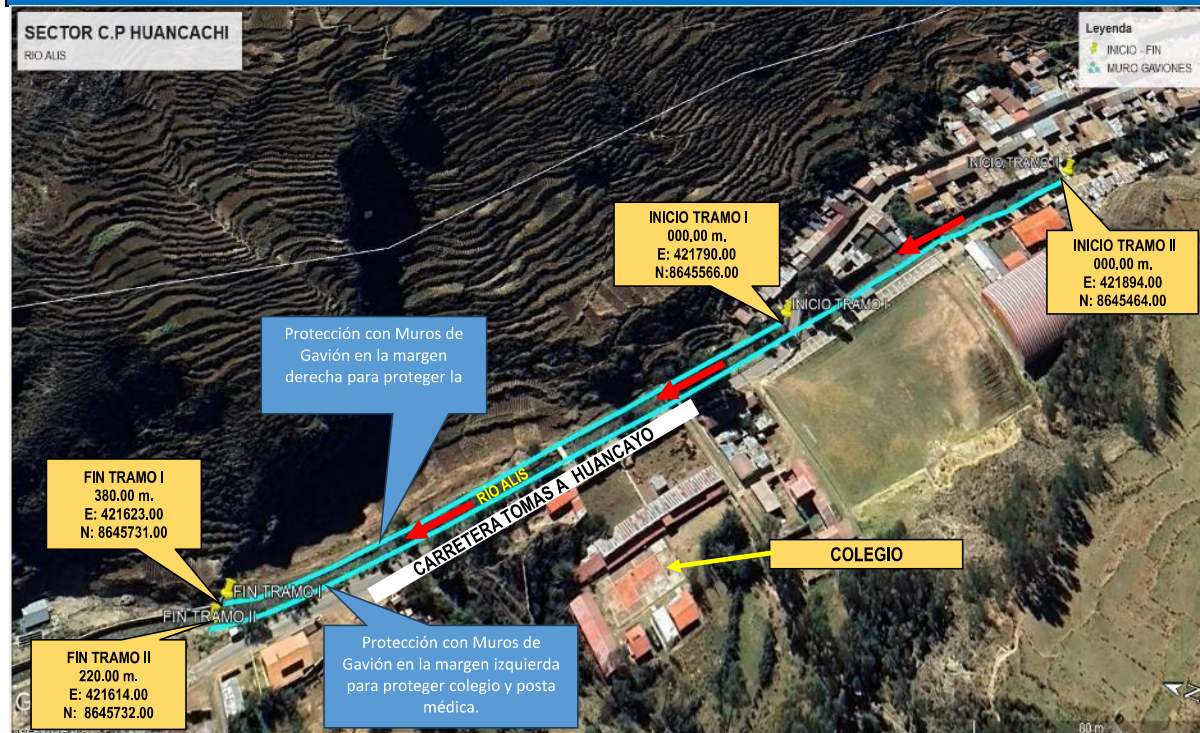 SECTOR C.P HUANCACHI
RIO ALIS
Leyenda
INICIO - FIN
MURO GAVIONES
INICIO TRAMO II
INICIO TRAMO I
000.00 m.
E: 421790.00
N:8645566.00
INICIO TRAMO II
000.00 m.
E: 421894.00
N: 8645464.00
INICIO TRAMO I
Protección con Muros de
Gavión en la margen
derecha para proteger la
RÍO ALIS
CARRETERA TOMAS A HUANCAYO
FIN TRAMO I
380.00 m.
E: 421623.00
N: 8645731.00
COLEGIO
FIN TRAMO I
FIN TRAMO II
Protección con Muros de
Gavión en la margen izquierda
para proteger colegio y posta
médica.
FIN TRAMO II
220.00 m.
E: 421614.00
N: 8645732.00
80 m